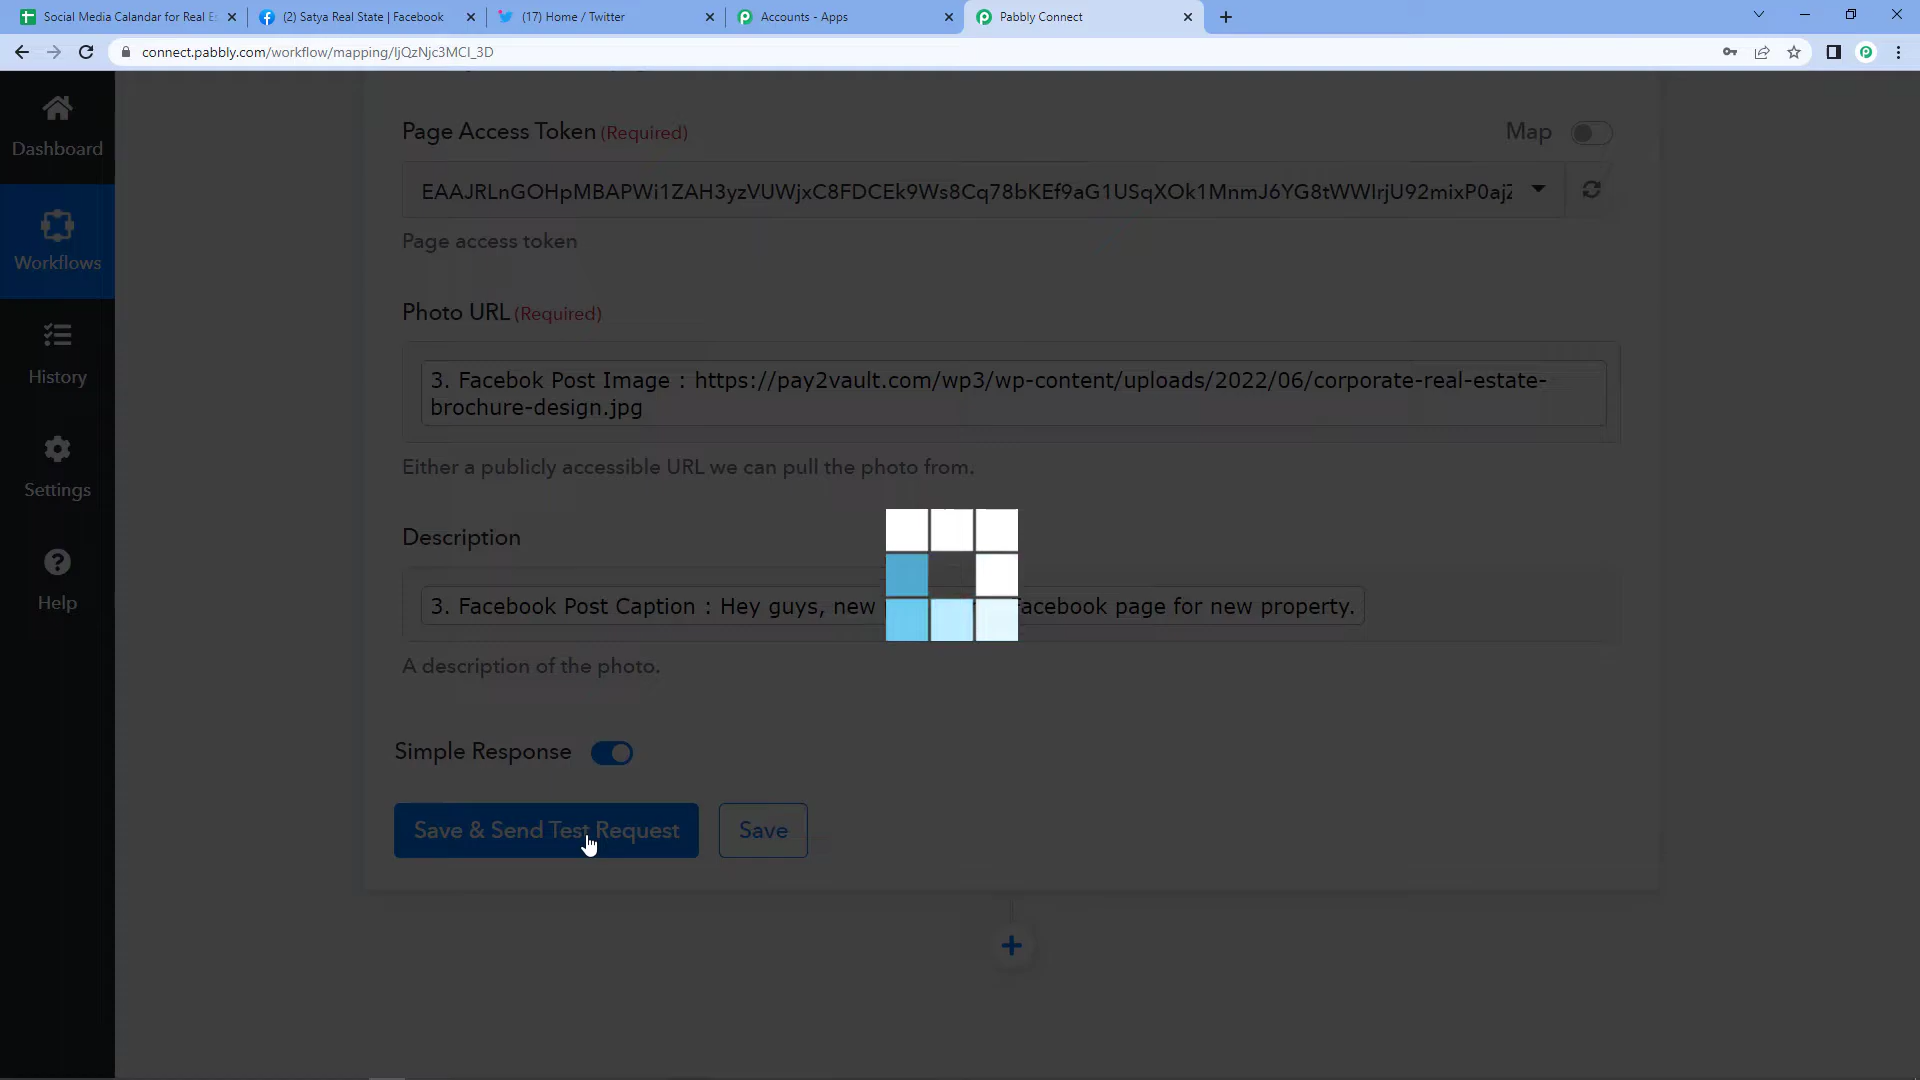 Social Media Calandar for Real Es
(2) Satya Real State | Facebook
(17) Home / Twitter
Accounts - Apps
Pabbly Connect
connect.pabbly.com/workflow/mapping/IjQzNjc3MCI_3D
Dashboard
Workflows
History
Settings
Help
Page Access Token (Required)
Map
EAAJRLnGOHpMBAPWi1ZAH3yzVUWjxC8FDCEk9Ws8Cq78bKEf9aG1USqXOk1MnmJ6YG8tWWIrjU92mixP0ajZ
Page access token
Photo URL (Required)
3. Facebok Post Image : https://pay2vault.com/wp3/wp-content/uploads/2022/06/corporate-real-estate-
brochure-design.jpg
Either a publicly accessible URL we can pull the photo from.
Description
3. Facebook Post Caption : Hey guys, new acebook page for new property.
A description of the photo.
Simple Response
Save & Send Test Request
Save